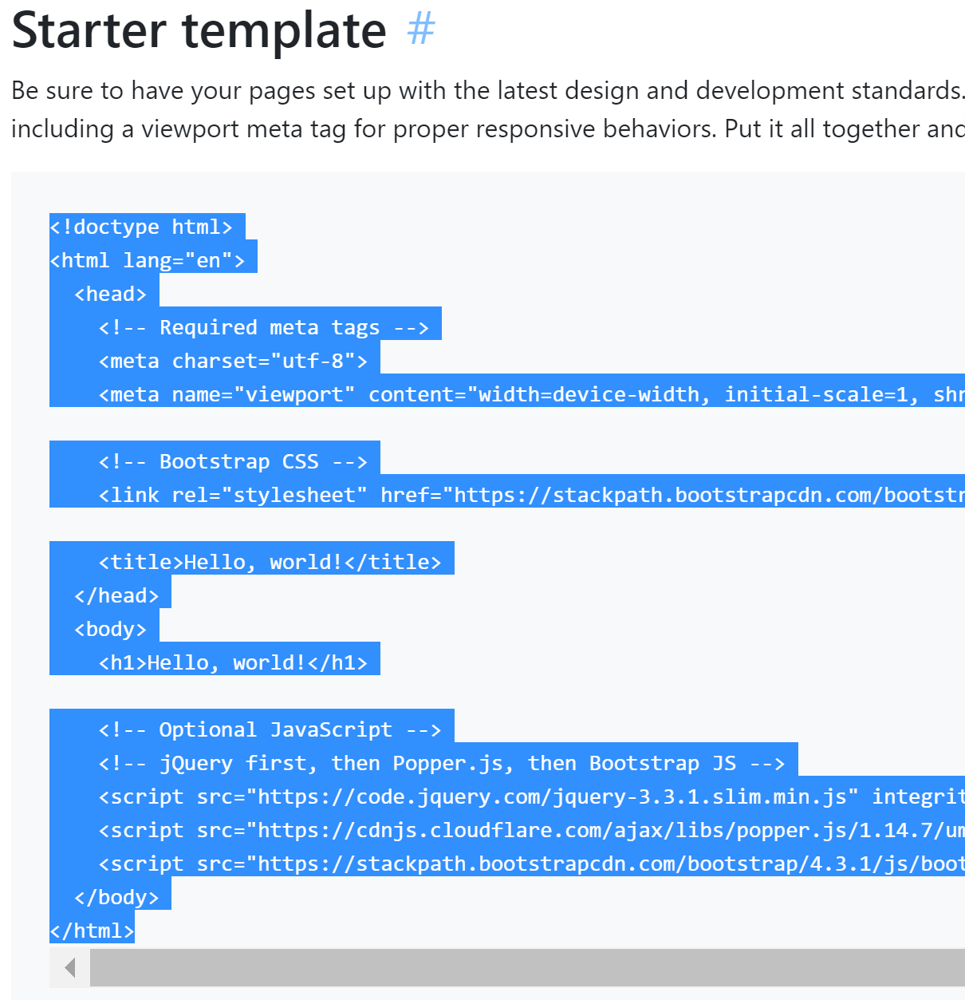 Starter template #
Be sure to have your pages set up with the latest design and development standards.
including a viewport meta tag for proper responsive behaviors. Put it all together and
<!doctype html>
<html lang="en">
  <head>
    <!-- Required meta tags -->
    <meta charset="utf-8">
    <meta name="viewport" content="width=device-width, initial-scale=1, shr
    <!-- Bootstrap CSS -->
    <link rel="stylesheet" href="https://stackpath.bootstrapcdn.com/bootstr
    <title>Hello, world!</title>
  </head>
  <body>
    <h1>Hello, world!</h1>
    <!-- Optional JavaScript -->
    <!-- jQuery first, then Popper.js, then Bootstrap JS -->
    <script src="https://code.jquery.com/jquery-3.3.1.slim.min.js" integrit
    <script src="https://cdnjs.cloudflare.com/ajax/libs/popper.js/1.14.7/um
    <script src="https://stackpath.bootstrapcdn.com/bootstrap/4.3.1/js/boot
  </body>
</html>